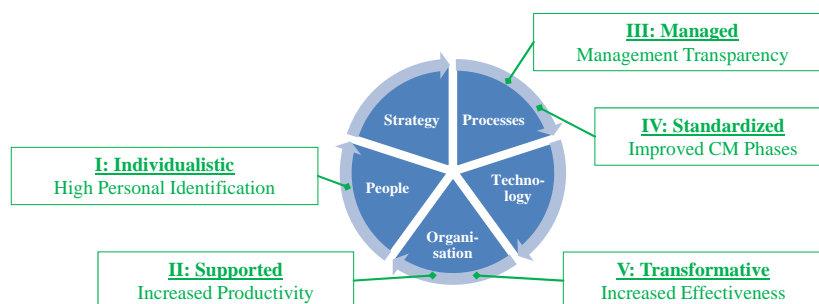 III: Managed
Management Transparency
Strategy
Processes
IV: Standardized
Improved CM Phases
I: Individualistic
High Personal Identification
People
Techno-
logy
Organi-
sation
II: Supported
Increased Productivity
V: Transformative
Increased Effectiveness